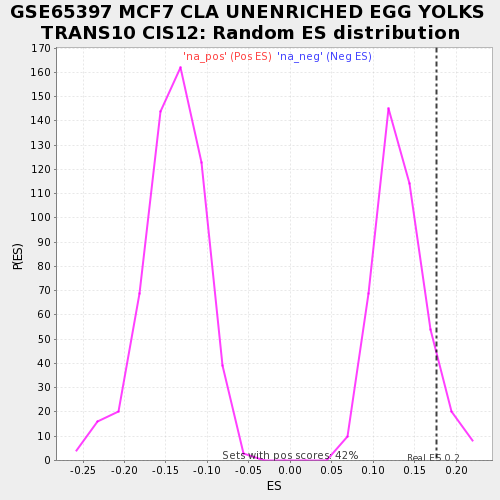 GSE65397 MCF7 CLA UNENRICHED EGG YOLKS
TRANS10 CIS12: Random ES distribution
'na_pos' (Pos ES) 'na_neg' (Neg ES)
170
160
150
140
130
120
110
100
90
80
70
60
50
40
30
20
10
0
P(ES)
Sets with pos scores: 42%
Real ES 0.2
-0.25 -0.20 -0.15 -0.10 -0.05 0.00 0.05 0.10 0.15 0.20
ES